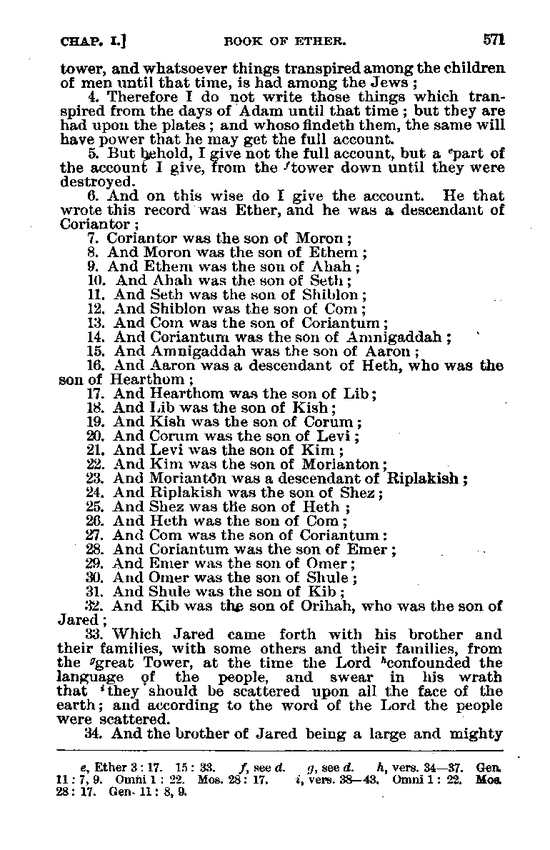 CHAP. I.] BOOK OF ETHER. 571
tower, and whatsoever things transpired among the children
of men until that time, is had among the Jews ;
4. Therefore I do not write those things which tran-
spired from the days of Adam until that time ; but they are
had upon the plates ; and whoso findeth them, the same will
have power that he may get the full account.
5. But behold, I give not the full account, but a ᵉpart of
the account I give, from the ᶠtower down until they were
destroyed.
6. And on this wise do I give the account. He that
wrote this record was Ether, and he was a descendant of
Coriantor ;
7. Coriantor was the son of Moron ;
8. And Moron was the son of Ethem ;
9. And Ethem was the son of Ahah ;
10. And Ahah was the son of Seth ;
11. And Seth was the son of Shiblon ;
12. And Shiblon was the son of Com ;
13. And Com was the son of Coriantum ;
14. And Coriantum was the son of Amnigaddah ;
15. And Amnigaddah was the son of Aaron ;
16. And Aaron was a descendant of Heth, who was the
son of Hearthom ;
17. And Hearthom was the son of Lib ;
18. And Lib was the son of Kish ;
19. And Kish was the son of Corum ;
20. And Corum was the son of Levi ;
21. And Levi was the son of Kim ;
22. And Kim was the son of Morianton ;
23. And Morianton was a descendant of Riplakish ;
24. And Riplakish was the son of Shez ;
25. And Shez was the son of Heth ;
26. And Heth was the son of Com ;
27. And Com was the son of Coriantum :
28. And Coriantum was the son of Emer ;
29. And Emer was the son of Omer ;
30. And Omer was the son of Shule ;
31. And Shule was the son of Kib ;
32. And Kib was the son of Orihah, who was the son of
Jared ;
33. Which Jared came forth with his brother and
their families, with some others and their families, from
the ᵍgreat Tower, at the time the Lord ʰconfounded the
language of the people, and swear in his wrath
that ⁱthey should be scattered upon all the face of the
earth; and according to the word of the Lord the people
were scattered.
34. And the brother of Jared being a large and mighty
e, Ether 3 : 17. 15 : 33. f, see d. g, see d. h, vers. 34—37. Gen.
11 : 7, 9. Omni 1 : 22. Mos. 28 : 17. i, vers. 38—43. Omni 1 : 22. Mos.
28 : 17. Gen. 11 : 8, 9.